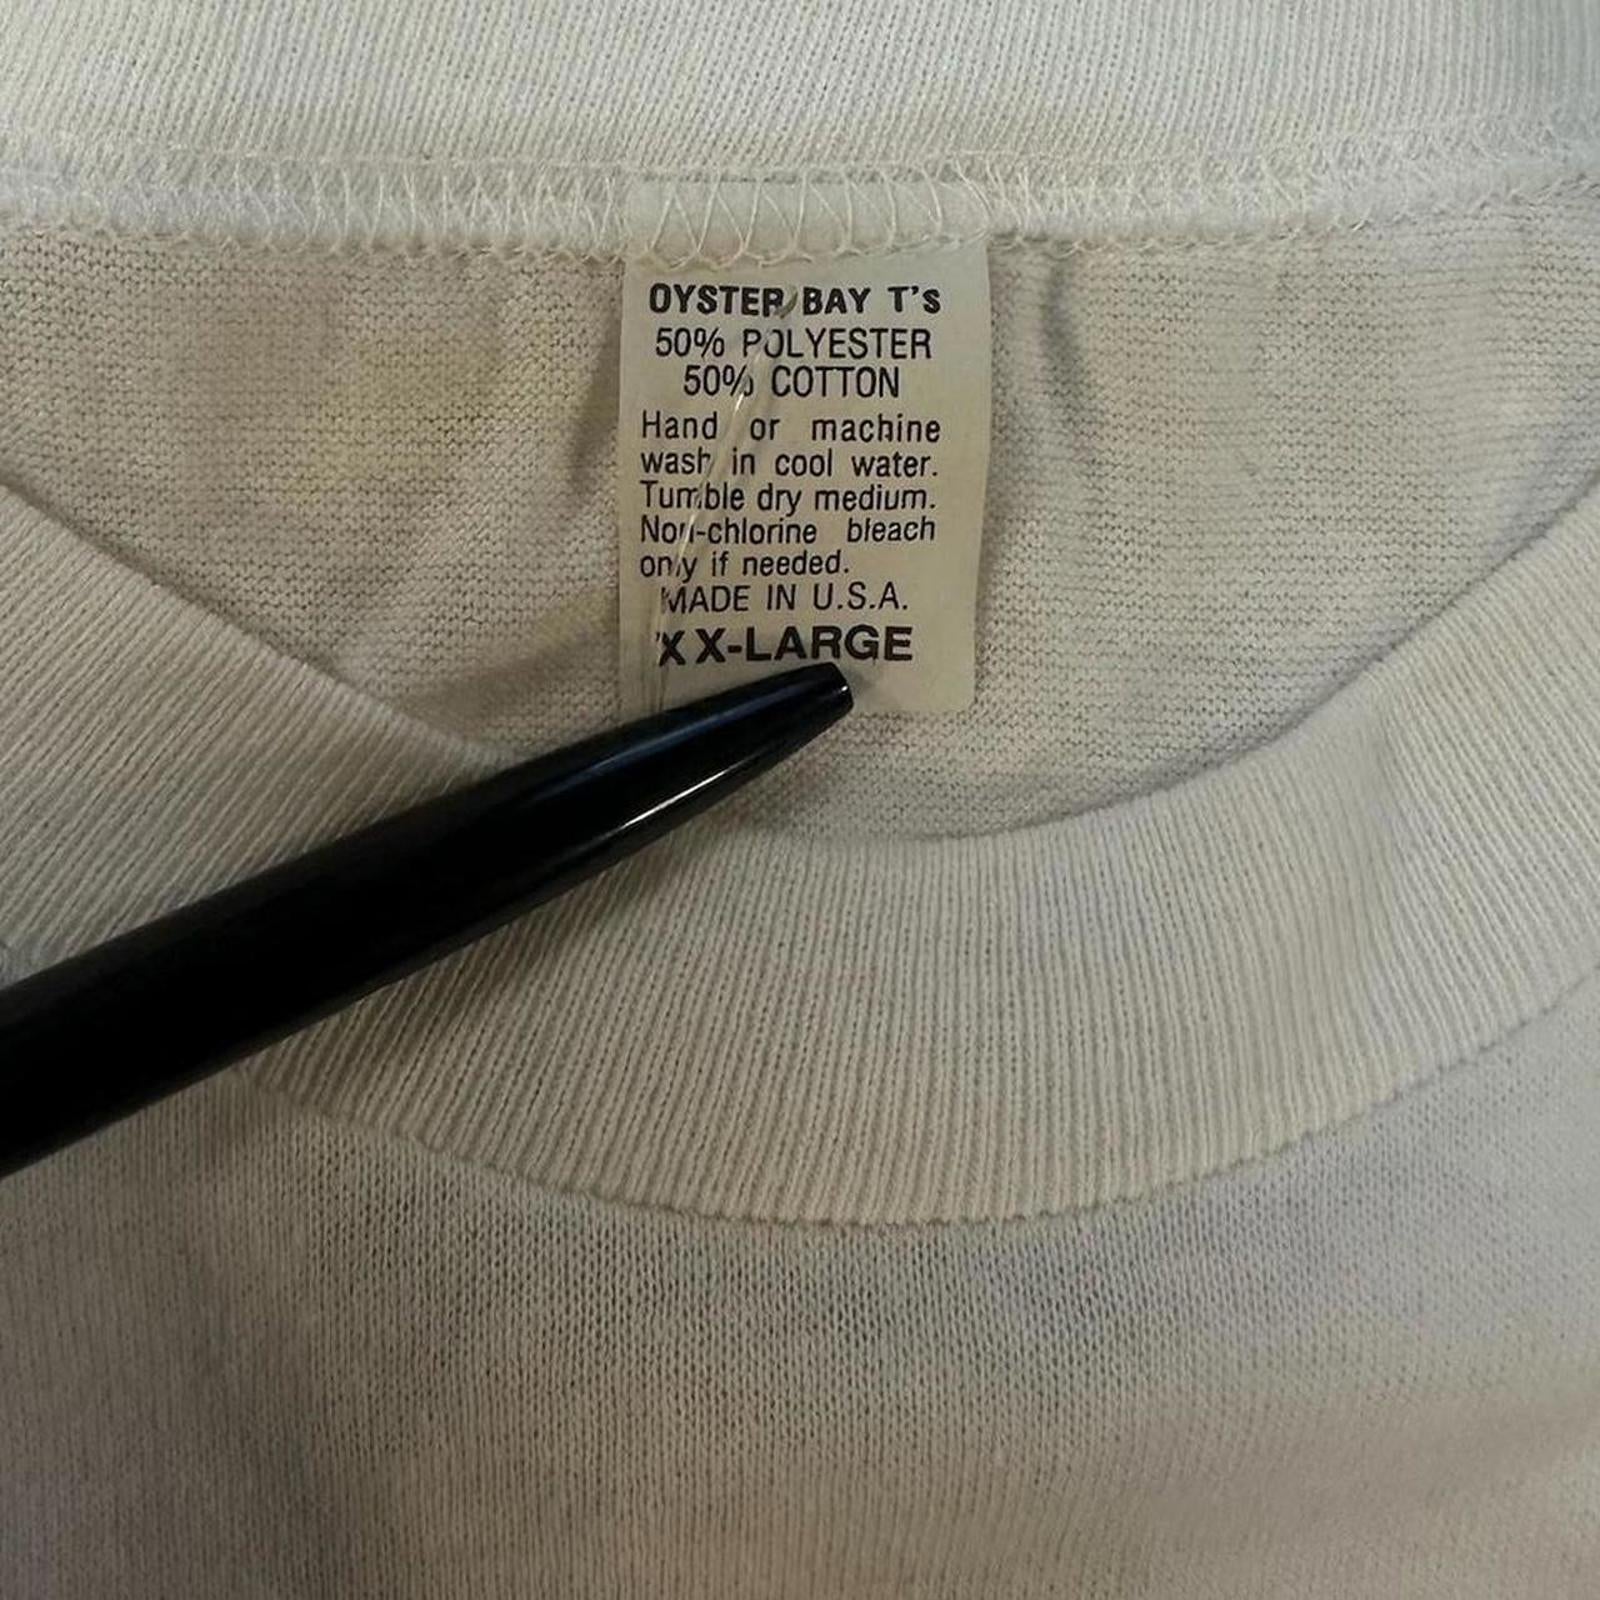 OYSTER BAY T's
50% POLYESTER
50% COTTON
Hand or machine
wash in cool water.
Tumble dry medium.
Non-chlorine bleach
only if needed.
MADE IN U.S.A.
XX-LARGE